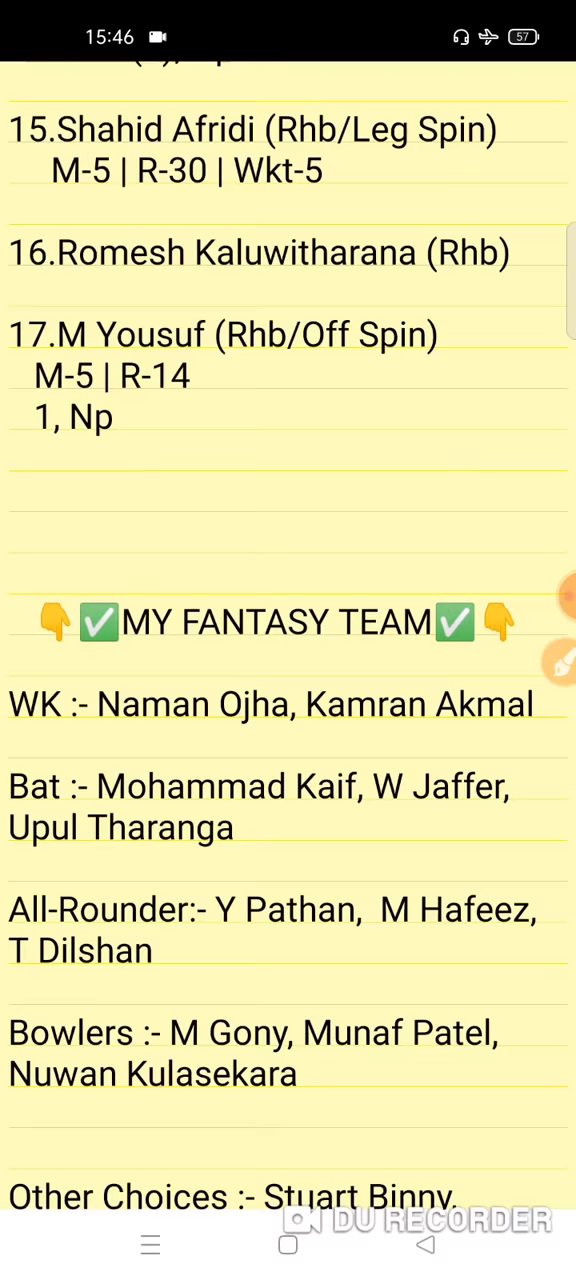 15:46
57
15.Shahid Afridi (Rhb/Leg Spin)
M-5 | R-30 | Wkt-5
16.Romesh Kaluwitharana (Rhb)
17.M Yousuf (Rhb/Off Spin)
M-5 | R-14
1, Np
👇✅MY FANTASY TEAM✅👇
WK :- Naman Ojha, Kamran Akmal
Bat :- Mohammad Kaif, W Jaffer,
Upul Tharanga
All-Rounder:- Y Pathan,  M Hafeez,
T Dilshan
Bowlers :- M Gony, Munaf Patel,
Nuwan Kulasekara
Other Choices :- Stuart Binny,
DU RECORDER